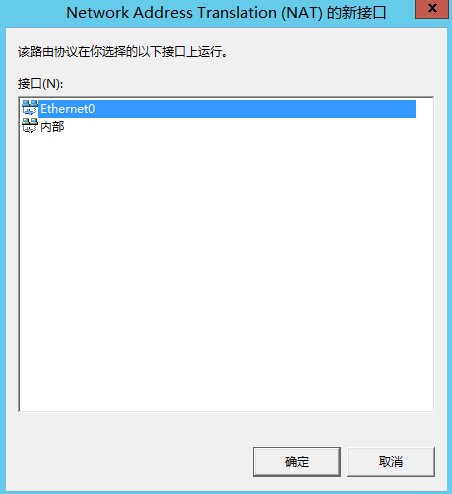 Network Address Translation (NAT) 的新接口
x
该路由协议在你选择的以下接口上运行。
接口(N):
Ethernet0
内部
确定
取消